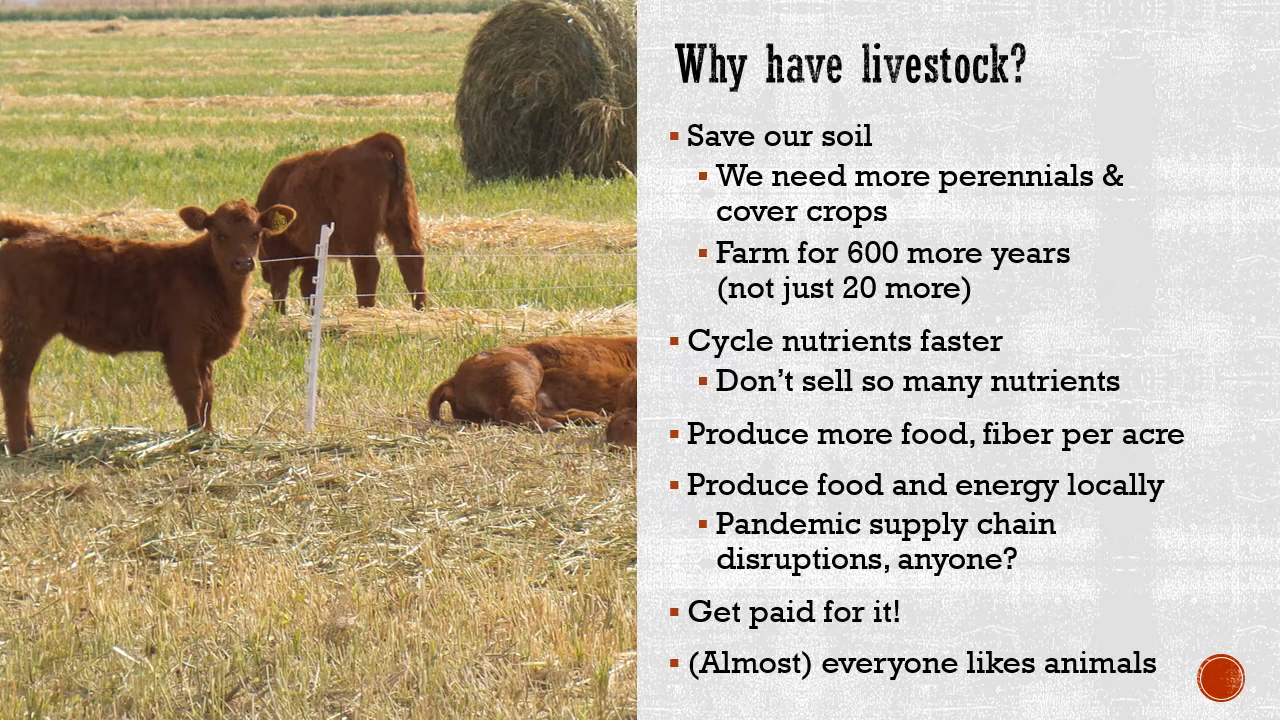 Why have livestock?
Save our soil
We need more perennials &
cover crops
Farm for 600 more years
(not just 20 more)
Cycle nutrients faster
Don’t sell so many nutrients
Produce more food, fiber per acre
Produce food and energy locally
Pandemic supply chain
disruptions, anyone?
Get paid for it!
(Almost) everyone likes animals